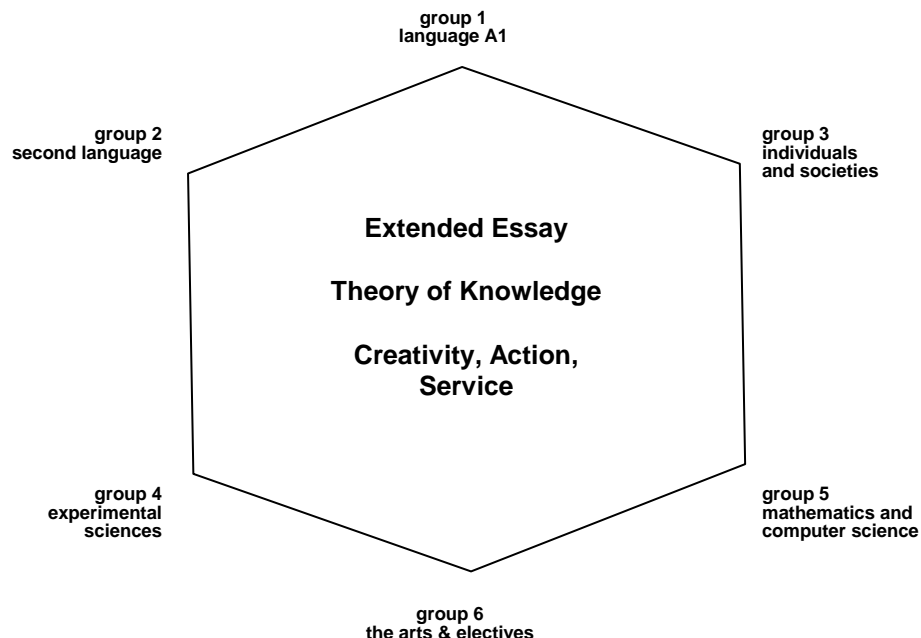 group 1
language A1
group 2
second language
group 3
individuals
and societies
Extended Essay
Theory of Knowledge
Creativity, Action,
Service
group 4
experimental
sciences
group 5
mathematics and
computer science
group 6
the arts & electives